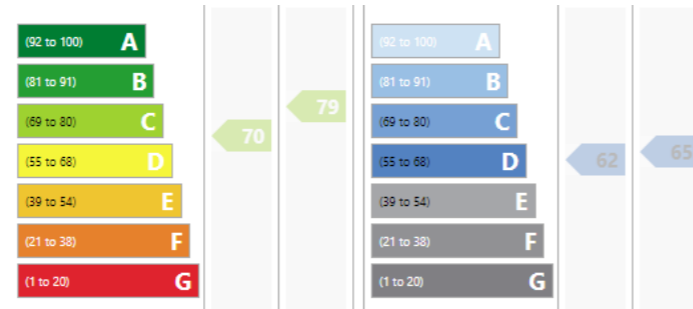 (92 to 100) A
(81 to 91) B
(69 to 80) C
(55 to 68) D
(39 to 54) E
(21 to 38) F
(1 to 20) G
70
79
(92 to 100) A
(81 to 91) B
(69 to 80) C
(55 to 68) D
(39 to 54) E
(21 to 38) F
(1 to 20) G
62
65